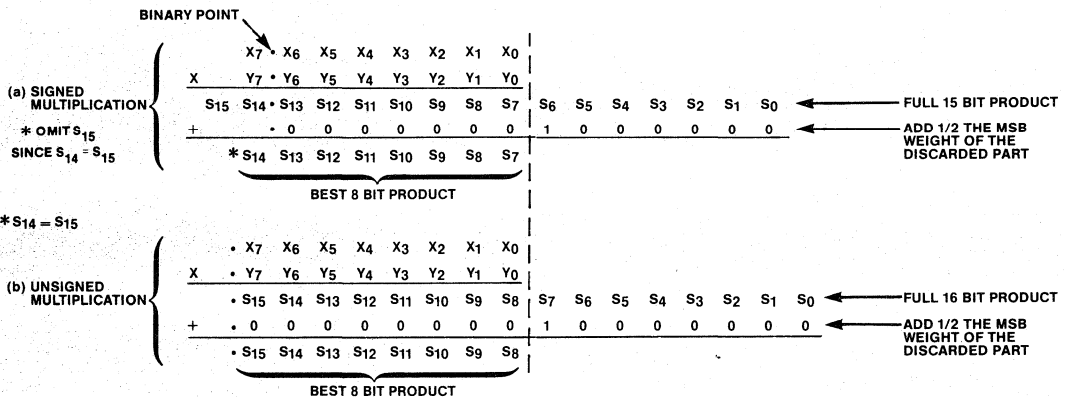 BINARY POINT
X7 • X6 X5 X4 X3 X2 X1 X0
X Y7 • Y6 Y5 Y4 Y3 Y2 Y1 Y0
(a) SIGNED
MULTIPLICATION
S15 S14 • S13 S12 S11 S10 S9 S8 S7 S6 S5 S4 S3 S2 S1 S0
FULL 15 BIT PRODUCT
* OMIT S15
SINCE S14 = S15
+ • 0 0 0 0 0 0 0 1 0 0 0 0 0 0
ADD 1/2 THE MSB
WEIGHT OF THE
DISCARDED PART
* S14 S13 S12 S11 S10 S9 S8 S7
BEST 8 BIT PRODUCT
* S14 = S15
• X7 X6 X5 X4 X3 X2 X1 X0
X • Y7 Y6 Y5 Y4 Y3 Y2 Y1 Y0
(b) UNSIGNED
MULTIPLICATION
• S15 S14 S13 S12 S11 S10 S9 S8 S7 S6 S5 S4 S3 S2 S1 S0
FULL 16 BIT PRODUCT
+ • 0 0 0 0 0 0 0 0 1 0 0 0 0 0 0 0
ADD 1/2 THE MSB
WEIGHT OF THE
DISCARDED PART
• S15 S14 S13 S12 S11 S10 S9 S8
BEST 8 BIT PRODUCT